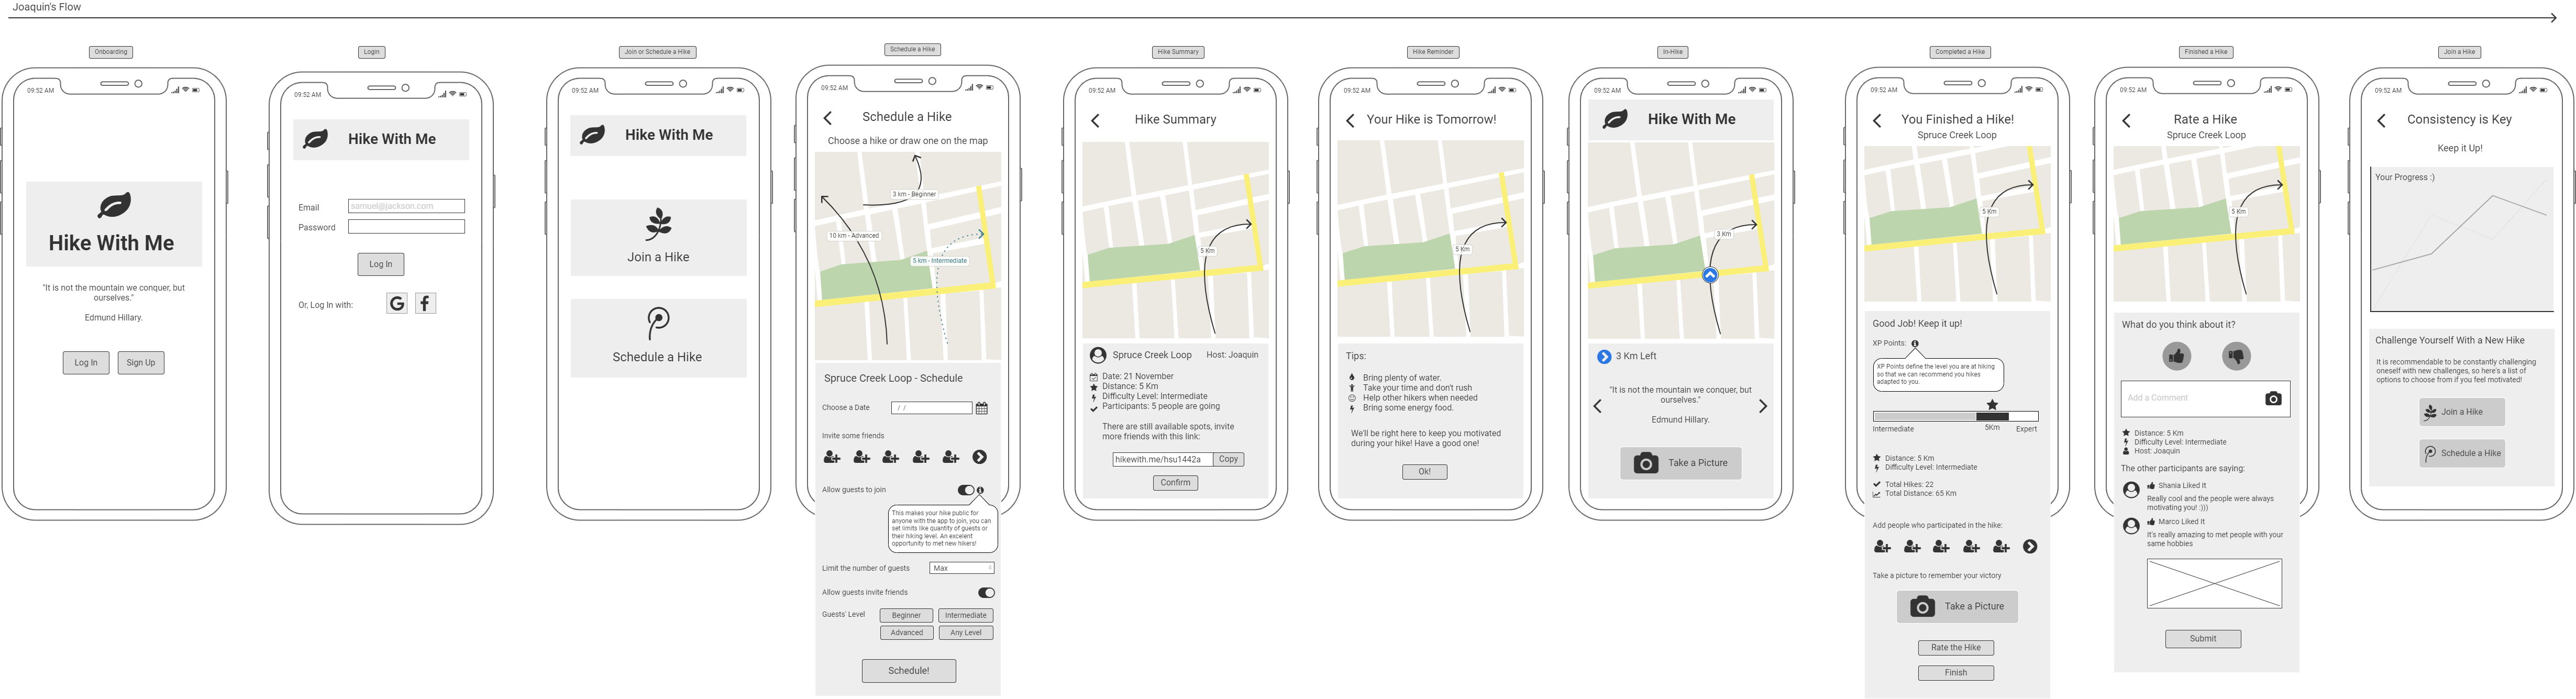 Joaquin's Flow
Onboarding
09:52 AM
Hike With Me
"It is not the mountain we conquer, but
ourselves."
Edmund Hillary.
Log In
Sign Up
Login
09:52 AM
Hike With Me
Email
samuel@jackson.com
Password
Log In
Or, Log In with:
G
f
Join or Schedule a Hike
09:52 AM
Hike With Me
Join a Hike
Schedule a Hike
Schedule a Hike
09:52 AM
Schedule a Hike
Choose a hike or draw one on the map
3 km - Beginner
10 km - Advanced
5 km - Intermediate
Spruce Creek Loop - Schedule
Choose a Date
/ /
Invite some friends
Allow guests to join
This makes your hike public for
anyone with the app to join, you can
set limits like quantity of guests or
their hiking level. An excelent
opportunity to met new hikers!
Limit the number of guests
Max
Allow guests invite friends
Guests' Level
Beginner
Intermediate
Advanced
Any Level
Schedule!
Hike Summary
09:52 AM
Hike Summary
5 Km
Spruce Creek Loop
Host: Joaquin
Date: 21 November
Distance: 5 Km
Difficulty Level: Intermediate
Participants: 5 people are going
There are still available spots, invite
more friends with this link:
hikewith.me/hsu1442a
Copy
Confirm
Hike Reminder
09:52 AM
Your Hike is Tomorrow!
5 Km
Tips:
Bring plenty of water.
Take your time and don't rush
Help other hikers when needed
Bring some energy food.
We'll be right here to keep you motivated
during your hike! Have a good one!
Ok!
In-Hike
09:52 AM
Hike With Me
3 Km
3 Km Left
"It is not the mountain we conquer, but
ourselves."
Edmund Hillary.
Take a Picture
Completed a Hike
09:52 AM
You Finished a Hike!
Spruce Creek Loop
5 Km
Good Job! Keep it up!
XP Points:
XP Points define the level you are at hiking
so that we can recommend you hikes
adapted to you.
Intermediate
5Km
Expert
Distance: 5 Km
Difficulty Level: Intermediate
Total Hikes: 22
Total Distance: 65 Km
Add people who participated in the hike:
Take a picture to remember your victory
Take a Picture
Rate the Hike
Finish
Finished a Hike
09:52 AM
Rate a Hike
Spruce Creek Loop
5 Km
What do you think about it?
Add a Comment
Distance: 5 Km
Difficulty Level: Intermediate
Host: Joaquin
The other participants are saying:
Shania Liked It
Really cool and the people were always
motivating you! :)))
Marco Liked It
It's really amazing to met people with your
same hobbies
Submit
Join a Hike
09:52 AM
Consistency is Key
Keep it Up!
Your Progress :)
Challenge Yourself With a New Hike
It is recommendable to be constantly challenging
oneself with new challenges, so here's a list of
options to choose from if you feel motivated!
Join a Hike
Schedule a Hike